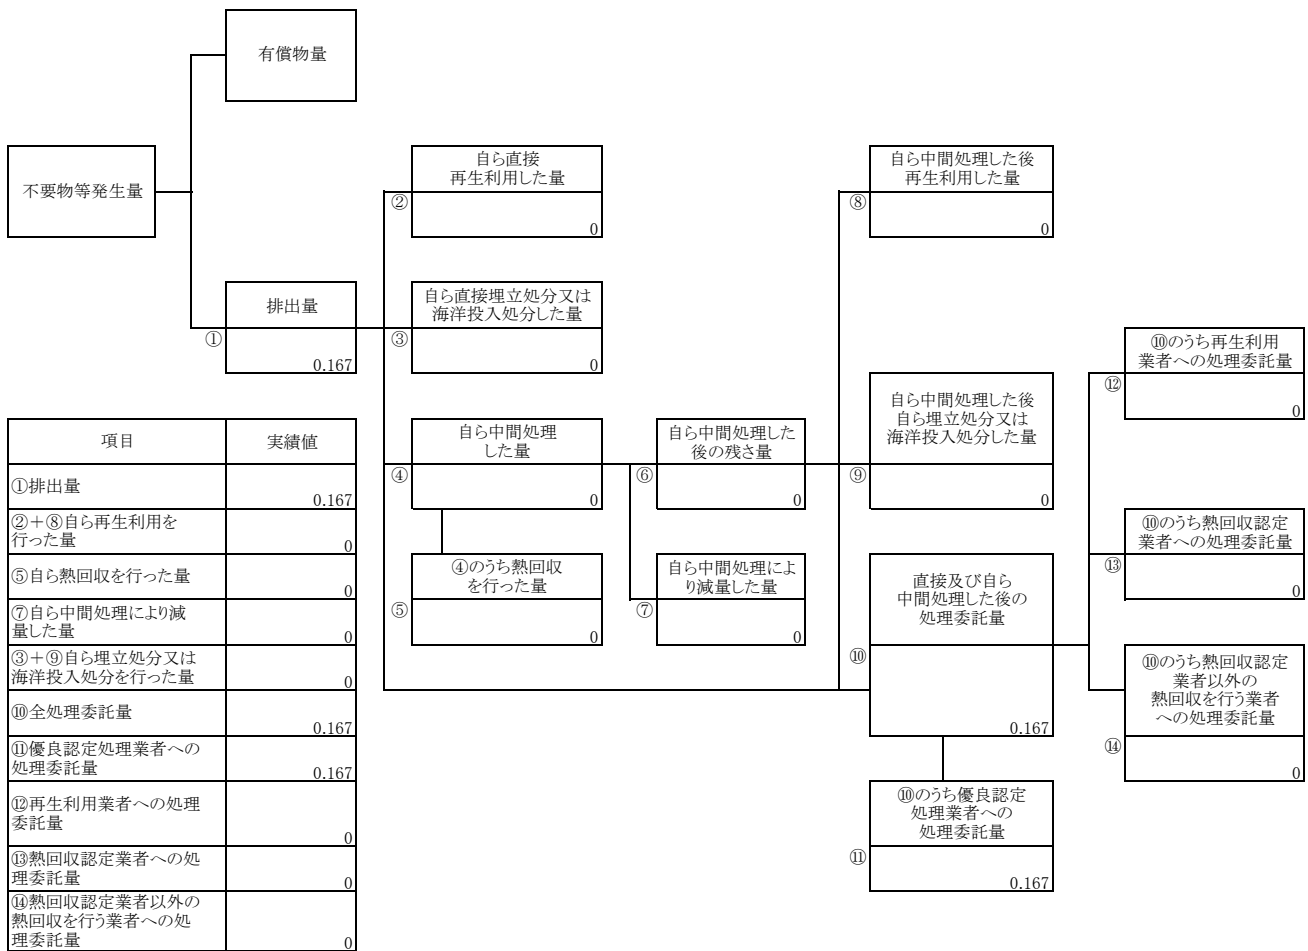 有償物量
不要物等発生量
自ら直接
再生利用した量
②
0
自ら中間処理した後
再生利用した量
⑧
0
排出量
①
0.167
自ら直接埋立処分又は
海洋投入処分した量
③
0
⑩のうち再生利用
業者への処理委託量
⑫
0
自ら中間処理
した量
④
0
自ら中間処理した
後の残さ量
⑥
0
自ら中間処理した後
自ら埋立処分又は
海洋投入処分した量
⑨
0
⑩のうち熱回収認定
業者への処理委託量
⑬
0
④のうち熱回収
を行った量
⑤
0
自ら中間処理によ
り減量した量
⑦
0
直接及び自ら
中間処理した後の
処理委託量
⑩
0.167
⑩のうち熱回収認定
業者以外の
熱回収を行う業者
への処理委託量
⑭
0
⑩のうち優良認定
処理業者への
処理委託量
⑪
0.167
項目 実績値
①排出量
0.167
②＋⑧自ら再生利用を
行った量
0
⑤自ら熱回収を行った量
0
⑦自ら中間処理により減
量した量
0
③＋⑨自ら埋立処分又は
海洋投入処分を行った量
0
⑩全処理委託量
0.167
⑪優良認定処理業者への
処理委託量
0.167
⑫再生利用業者への処理
委託量
0
⑬熱回収認定業者への処
理委託量
0
⑭熱回収認定業者以外の
熱回収を行う業者への処
理委託量
0